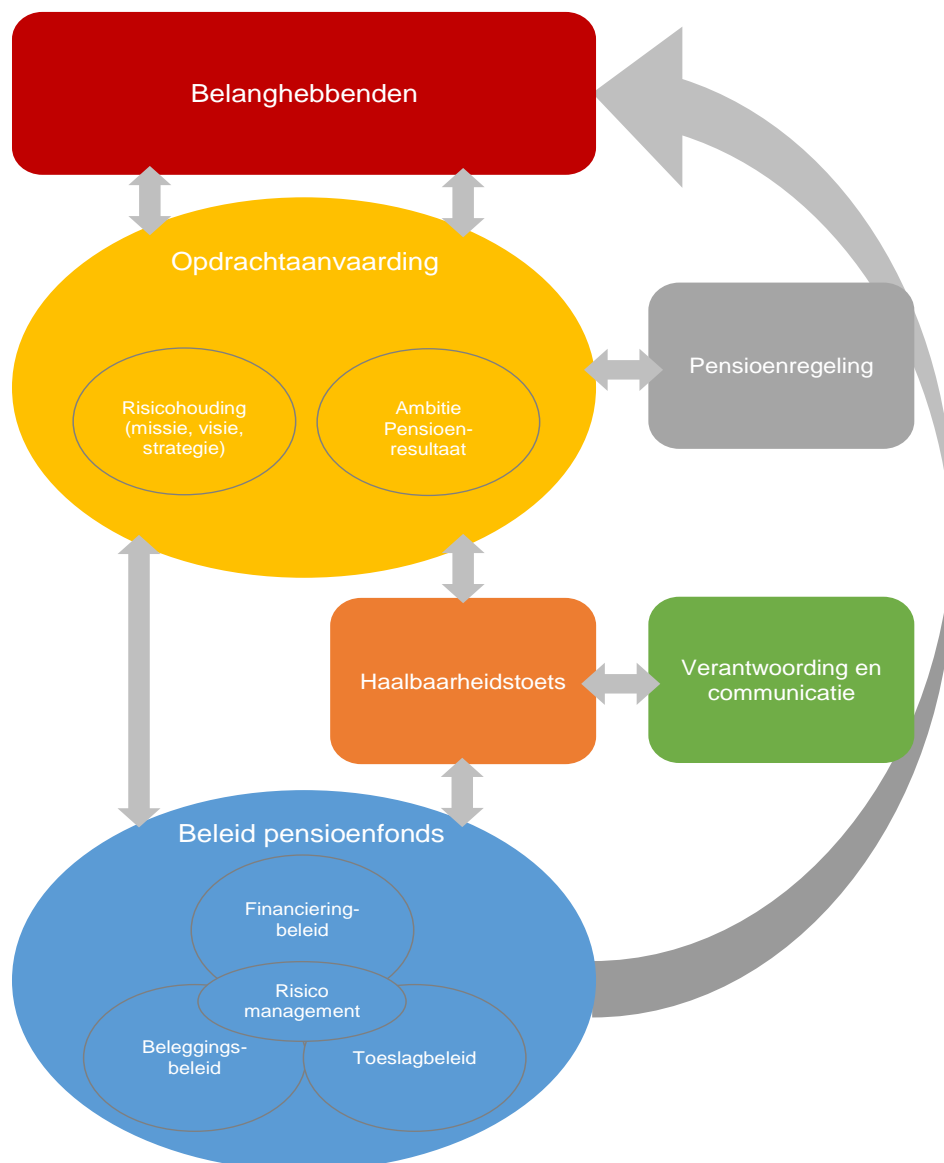 Belanghebbenden
Opdrachtaanvaarding
Pensioenregeling
Risicohouding
(missie, visie,
strategie)
Ambitie
Pensioen-
resultaat
Haalbaarheidstoets
Verantwoording en
communicatie
Beleid pensioenfonds
Financiering-
beleid
Risico
management
Beleggings-
beleid
Toeslagbeleid